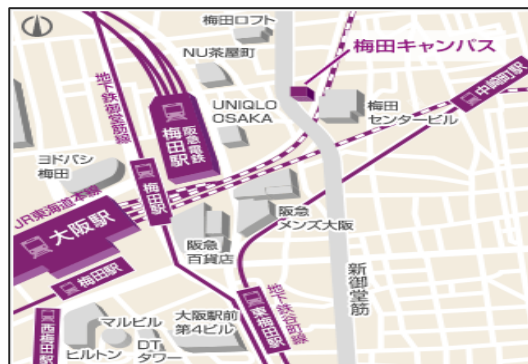 梅田ロフト
NU茶屋町
梅田キャンパス
地下鉄御堂筋線
UNIQLO
OSAKA
阪急電鉄
梅田駅
梅田
センタービル
中崎町駅
ヨドバシ
梅田
JR東海道本線
梅田駅
大阪駅
阪急
百貨店
阪急
メンズ大阪
梅田駅
新御堂筋
地下鉄谷町線
東梅田駅
西梅田駅
マルビル
ヒルトン
DT
タワー
大阪駅前
第4ビル